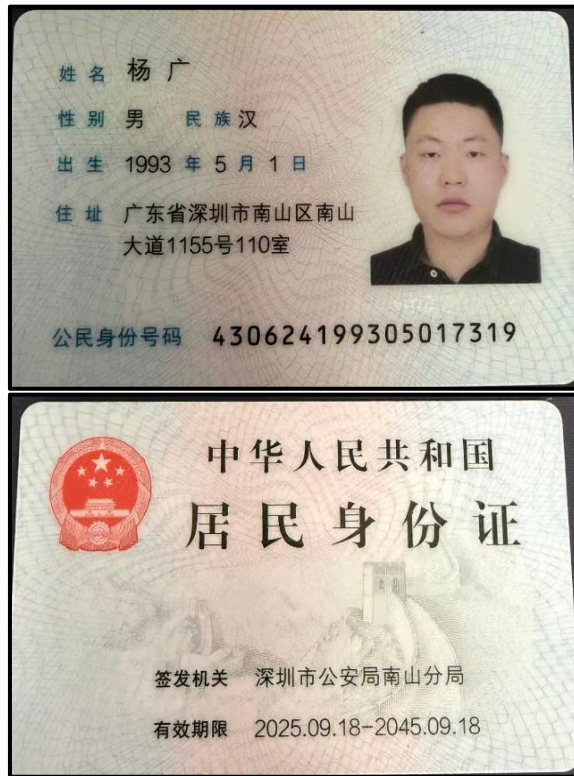 姓名 杨广
性别 男 民族 汉
出生 1993 年 5 月 1 日
住址 广东省深圳市南山区南山
大道1155号110室
公民身份号码 430624199305017319
中华人民共和国
居民身份证
签发机关 深圳市公安局南山分局
有效期限 2025.09.18-2045.09.18